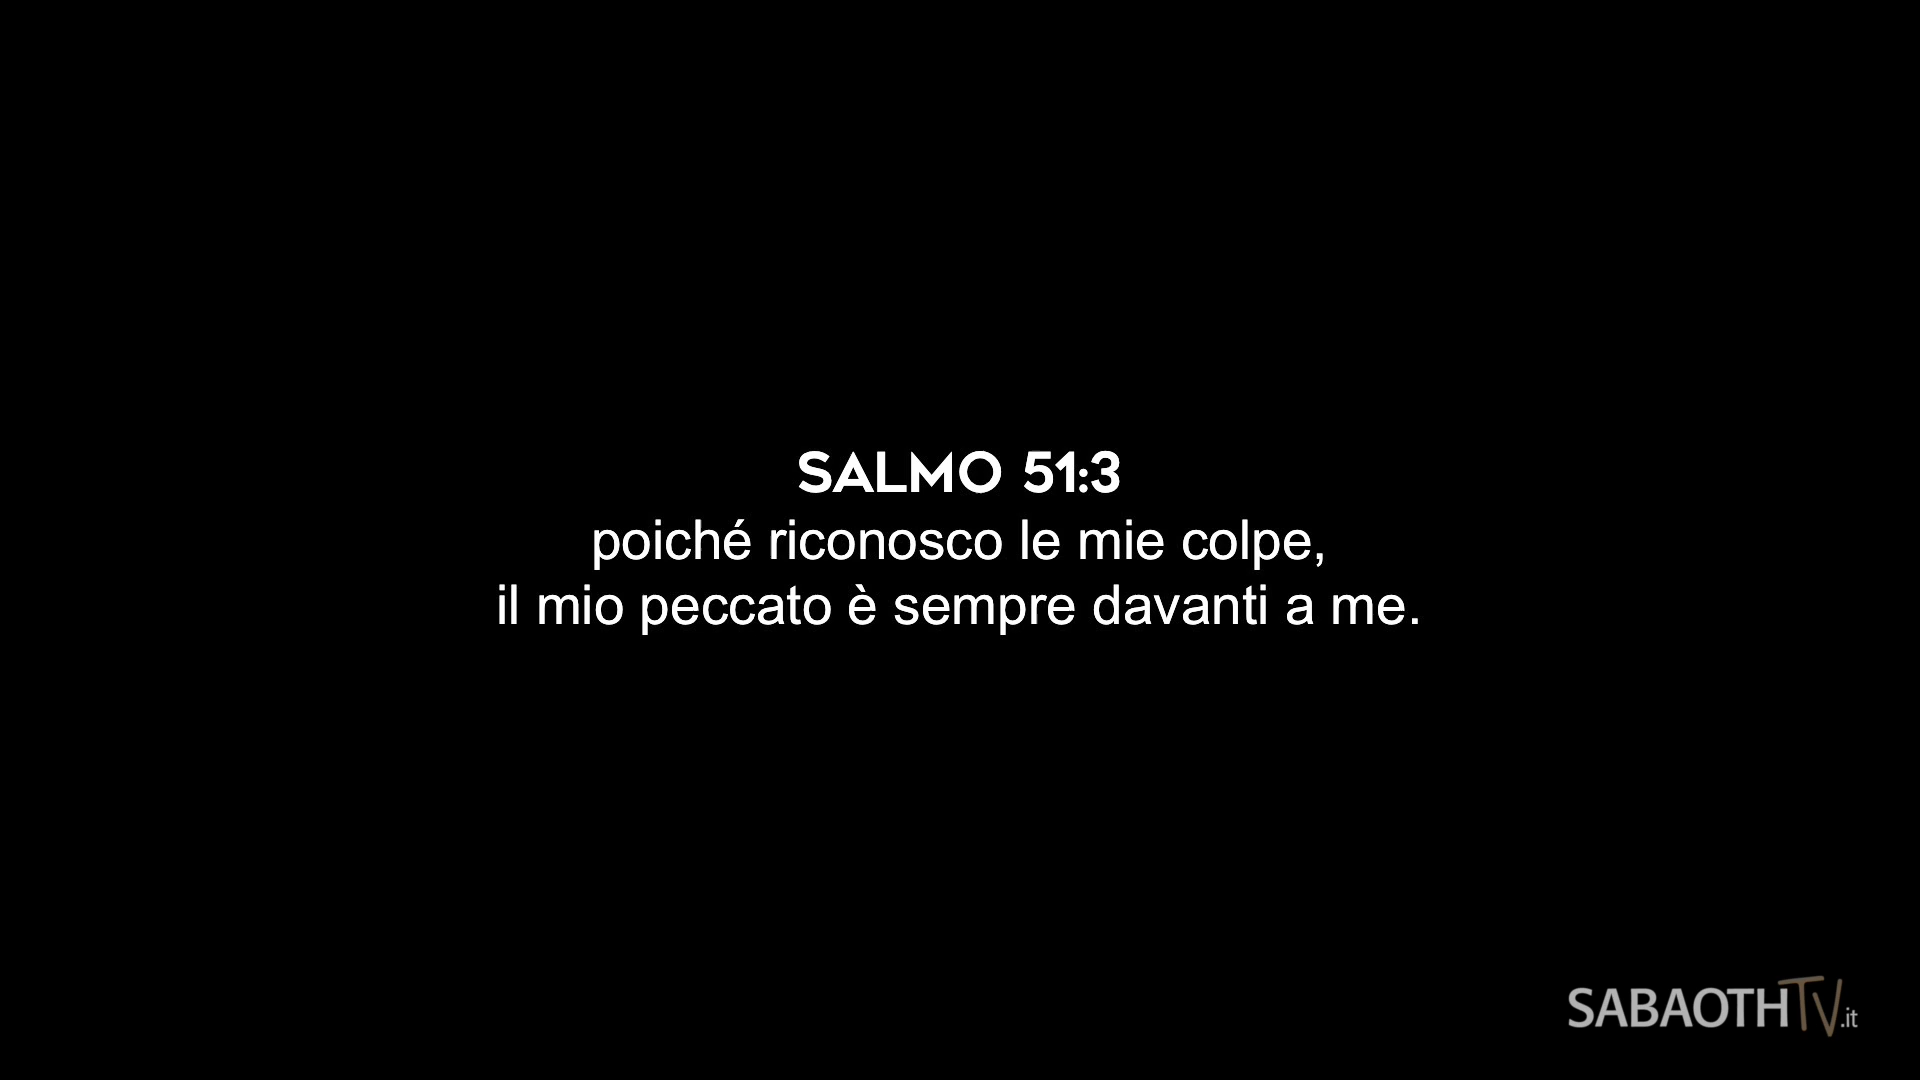 SALMO 51:3
poiché riconosco le mie colpe,
il mio peccato è sempre davanti a me.
SABAOTHTV.it